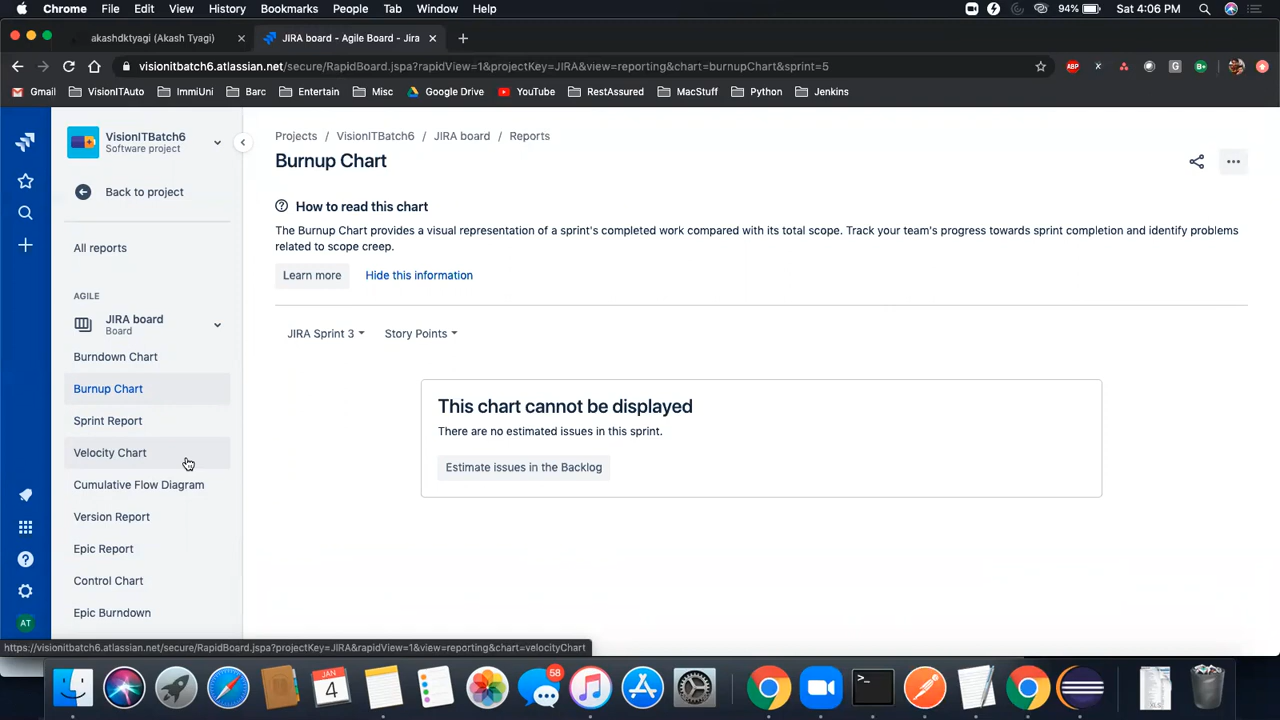 Chrome File Edit View History Bookmarks People Tab Window Help 94% Sat 4:06 PM
akashdktyagi (Akash Tyagi) JIRA board - Agile Board - Jira
visionitbatch6.atlassian.net/secure/RapidBoard.jspa?rapidView=1&projectKey=JIRA&view=reporting&chart=burnupChart&sprint=5
Gmail VisionITAuto ImmiUni Barc Entertain Misc Google Drive YouTube RestAssured MacStuff Python Jenkins
VisionITBatch6
Software project
Back to project
All reports
AGILE
JIRA board
Board
Burndown Chart
Burnup Chart
Sprint Report
Velocity Chart
Cumulative Flow Diagram
Version Report
Epic Report
Control Chart
Epic Burndown
AT
Projects / VisionITBatch6 / JIRA board / Reports
Burnup Chart
How to read this chart
The Burnup Chart provides a visual representation of a sprint's completed work compared with its total scope. Track your team's progress towards sprint completion and identify problems
related to scope creep.
Learn more Hide this information
JIRA Sprint 3 Story Points
This chart cannot be displayed
There are no estimated issues in this sprint.
Estimate issues in the Backlog
https://visionitbatch6.atlassian.net/secure/RapidBoard.jspa?projectKey=JIRA&rapidView=1&view=reporting&chart=velocityChart
JAN
4
58